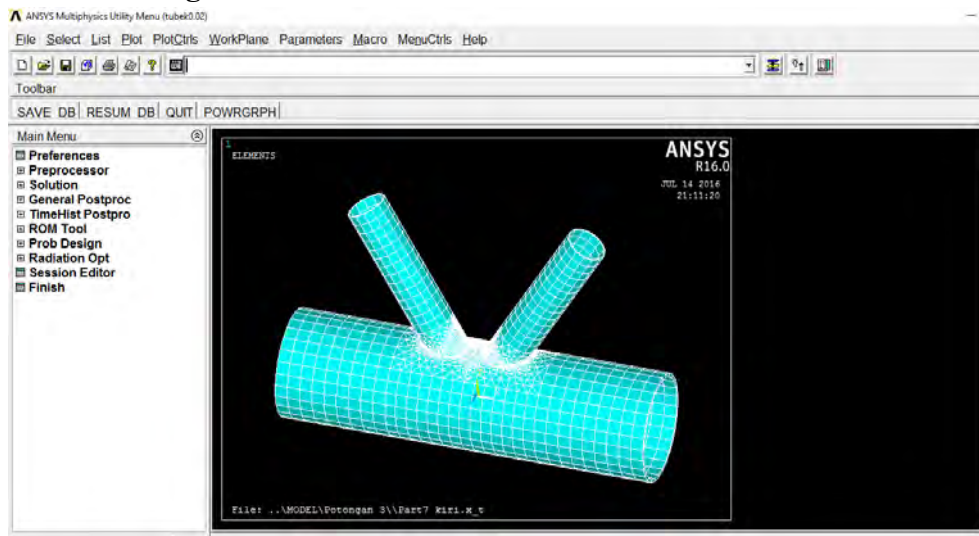 ANSYS Multiphysics Utility Menu (tubek0.02)
File Select List Plot PlotCtrls WorkPlane Parameters Macro MenuCtrls Help
Toolbar
SAVE_DB RESUM_DB QUIT POWRGRPH
Main Menu
Preferences
Preprocessor
Solution
General Postproc
TimeHist Postpro
ROM Tool
Prob Design
Radiation Opt
Session Editor
Finish
1
ELEMENTS
ANSYS
R16.0
JUL 14 2016
21:11:20
File: ..\MODEL\Potongan 3\\Part7 kiri.x_t